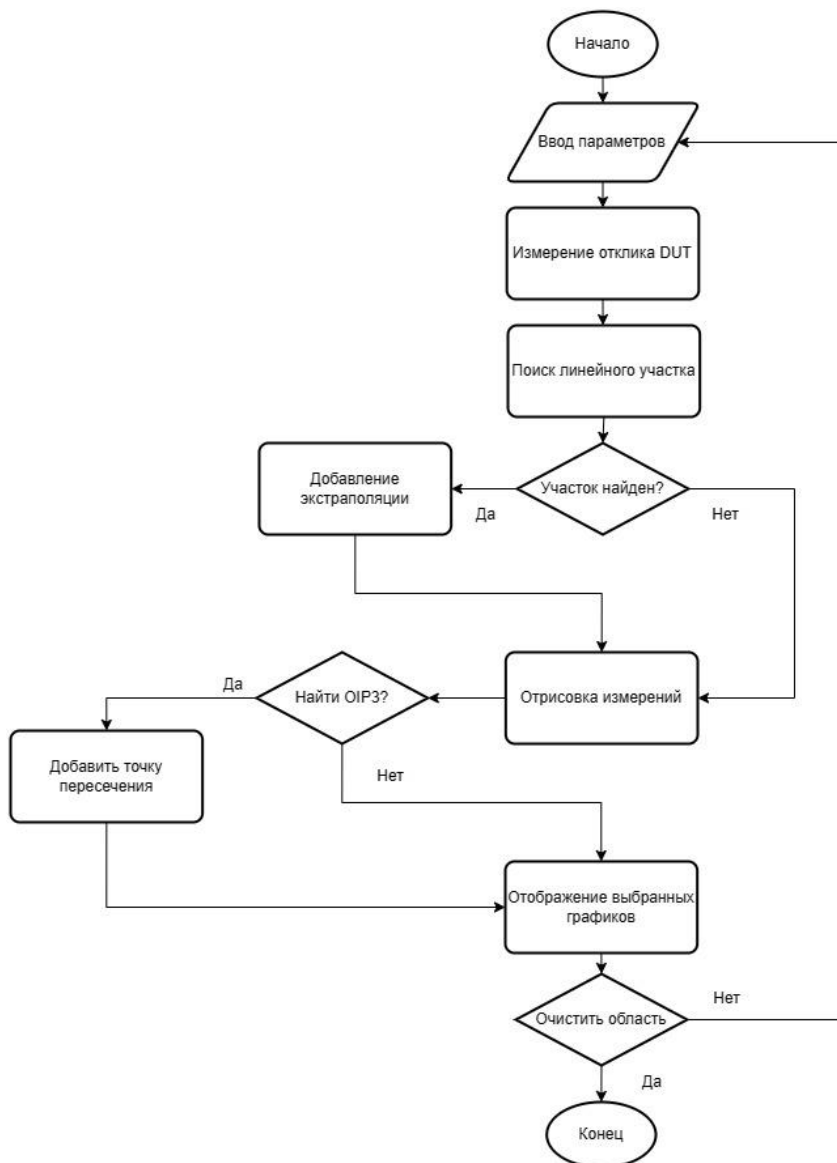 Начало
Ввод параметров
Измерение отклика DUT
Поиск линейного участка
Участок найден?
Да
Нет
Добавление
экстраполяции
Отрисовка измерений
Найти OIP3?
Да
Нет
Добавить точку
пересечения
Отображение выбранных
графиков
Очистить область
Нет
Да
Конец